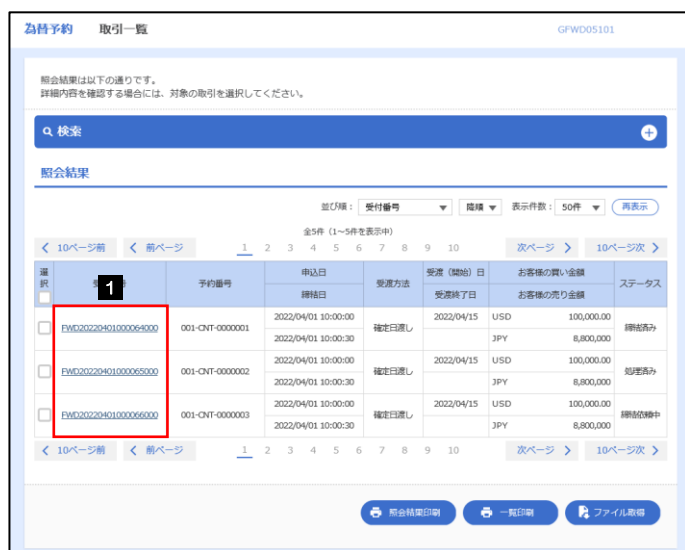 為替予約 取引一覧 GFWD05101
照会結果は以下の通りです。
詳細内容を確認する場合には、対象の取引を選択してください。
検索
照会結果
並び順： 受付番号 ▼ 降順 ▼ 表示件数： 50件 ▼ 再表示
全5件（1～5件を表示中）
10ページ前 前ページ 1 2 3 4 5 6 7 8 9 10 次ページ 10ページ次
選択 1 予約番号 申込日 受渡方法 受渡（開始）日 お客様の買い金額 ステータス
締結日 受渡終了日 お客様の売り金額
FWD20220401000064000 001-CNT-0000001 2022/04/01 10:00:00 確定日渡し 2022/04/15 USD 100,000.00 締結済み
2022/04/01 10:00:30 JPY 8,800,000
FWD20220401000065000 001-CNT-0000002 2022/04/01 10:00:00 確定日渡し 2022/04/15 USD 100,000.00 処理済み
2022/04/01 10:00:30 JPY 8,800,000
FWD20220401000066000 001-CNT-0000003 2022/04/01 10:00:00 確定日渡し 2022/04/15 USD 100,000.00 締結依頼中
2022/04/01 10:00:30 JPY 8,800,000
10ページ前 前ページ 1 2 3 4 5 6 7 8 9 10 次ページ 10ページ次
照会結果印刷 一覧印刷 ファイル取得